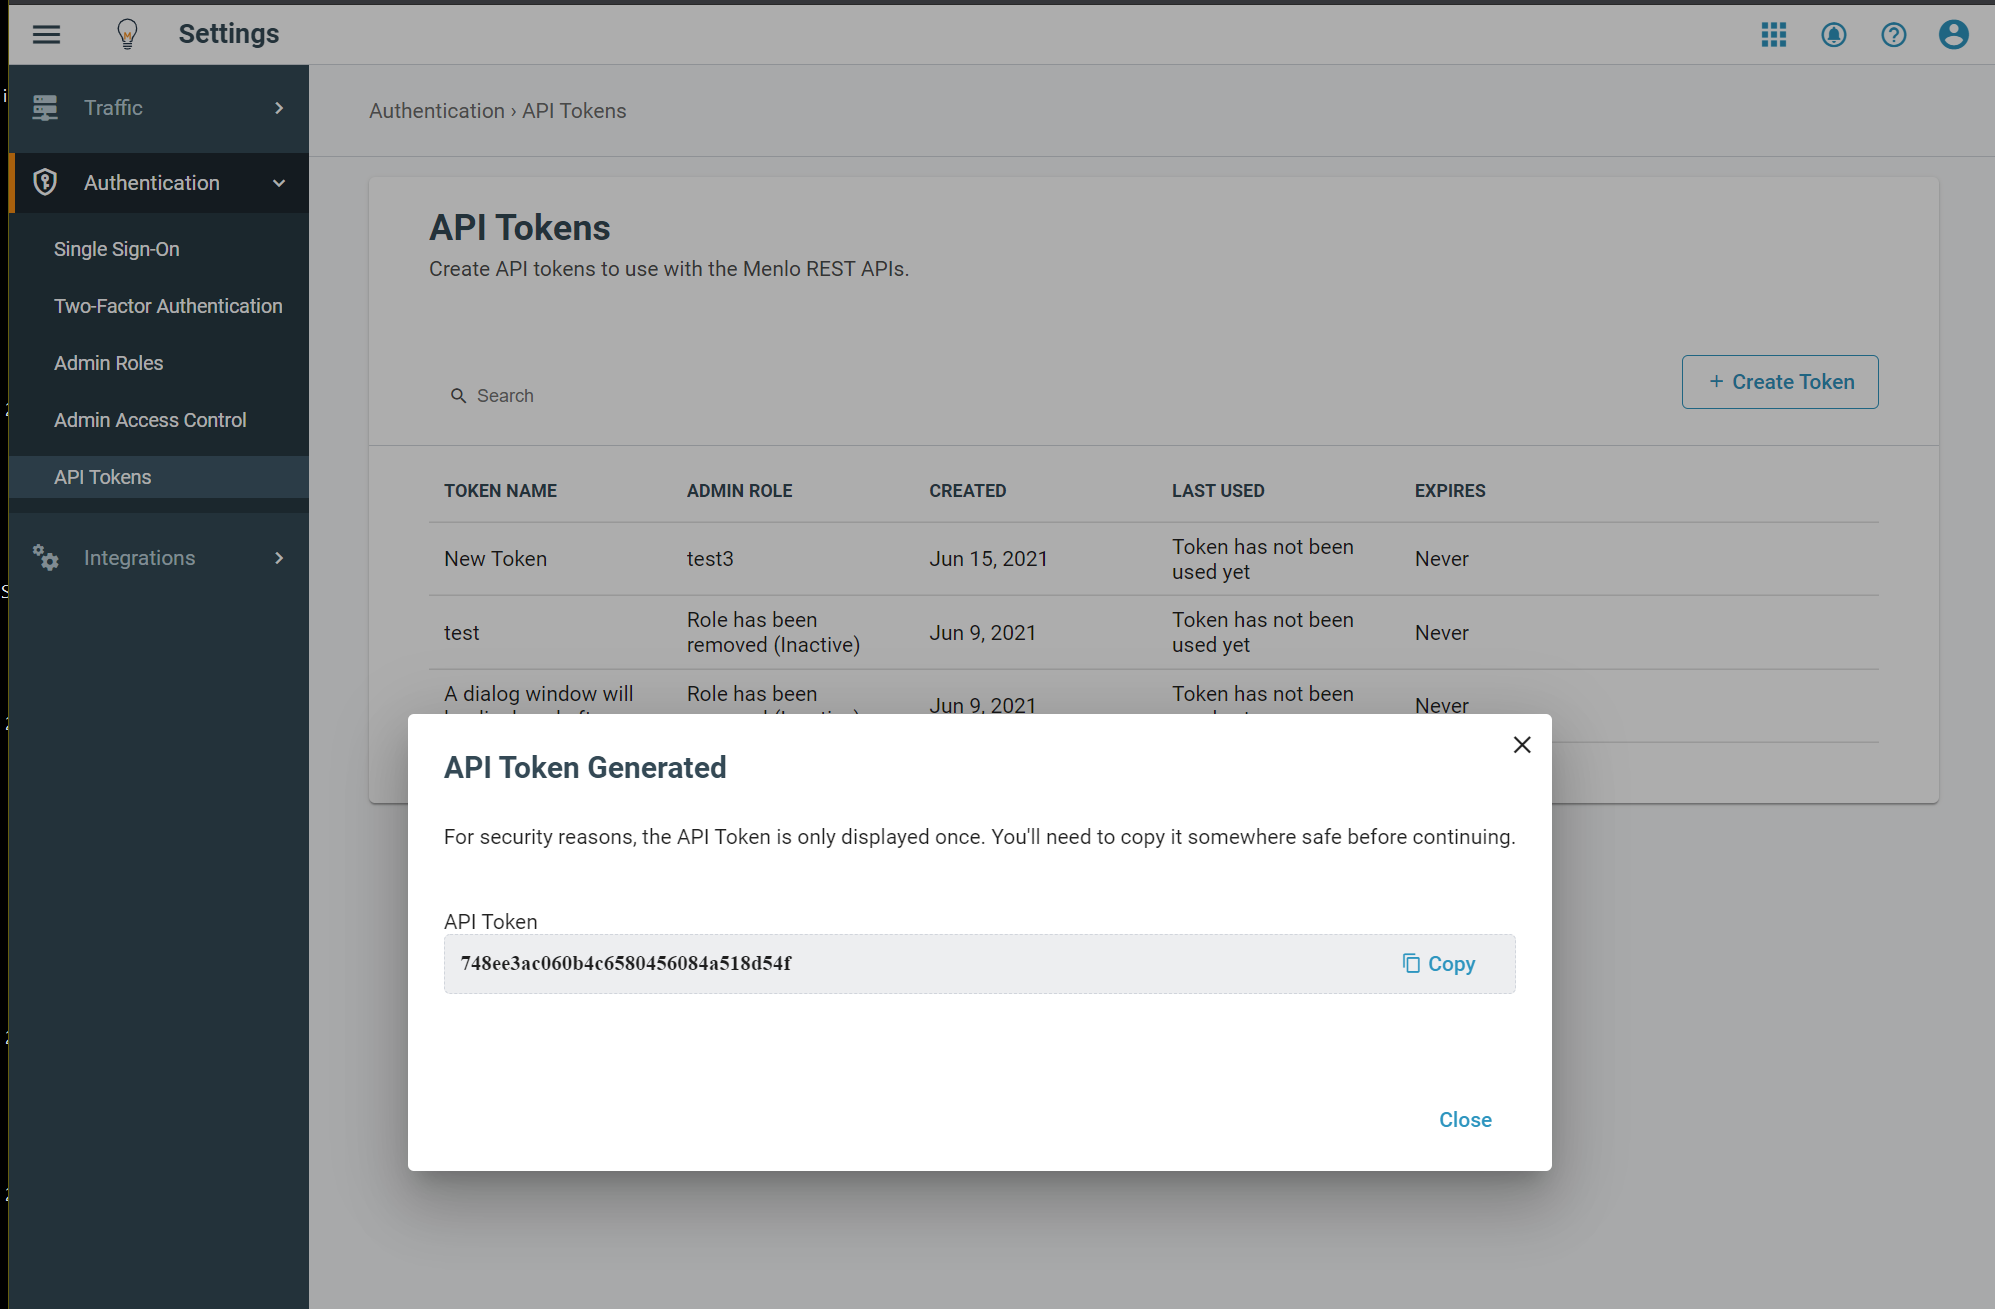 Settings
Traffic
Authentication
Single Sign-On
Two-Factor Authentication
Admin Roles
Admin Access Control
API Tokens
Integrations
Authentication › API Tokens
API Tokens
Create API tokens to use with the Menlo REST APIs.
Search
+ Create Token
TOKEN NAME ADMIN ROLE CREATED LAST USED EXPIRES
New Token test3 Jun 15, 2021 Token has not been used yet Never
test Role has been removed (Inactive) Jun 9, 2021 Token has not been used yet Never
A dialog window will Role has been Jun 9, 2021 Token has not been Never
API Token Generated
For security reasons, the API Token is only displayed once. You'll need to copy it somewhere safe before continuing.
API Token
748ee3ac060b4c6580456084a518d54f
Copy
Close